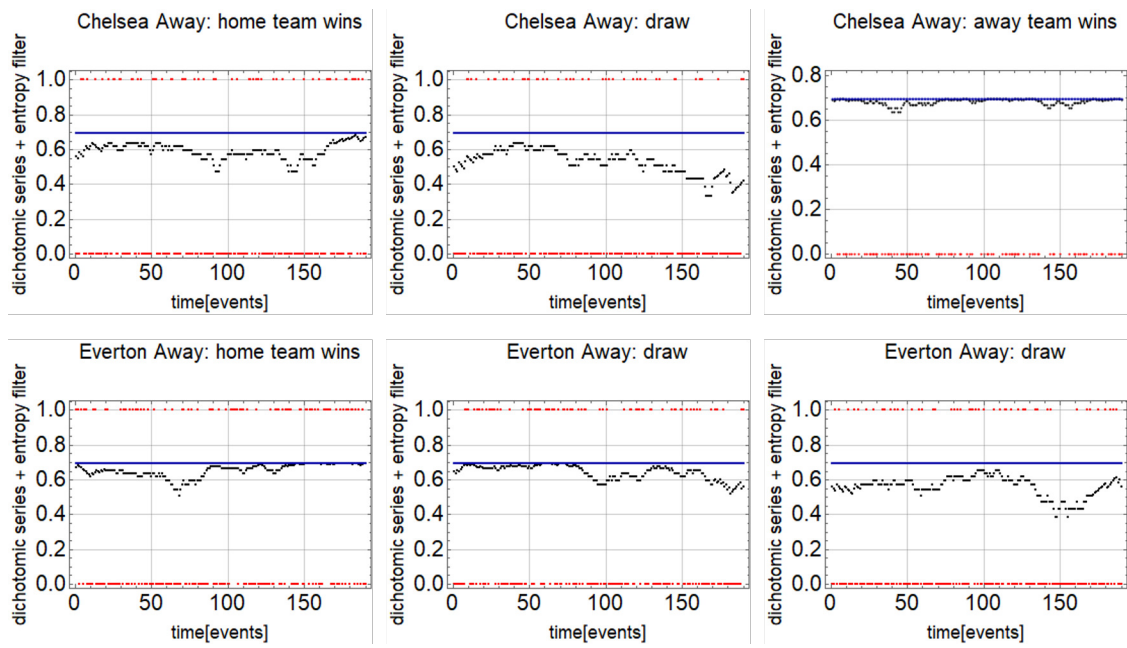 Chelsea Away: home team wins
dichotomic series + entropy filter
1.0
0.8
0.6
0.4
0.2
0.0
0 50 100 150
time[events]
Chelsea Away: draw
dichotomic series + entropy filter
1.0
0.8
0.6
0.4
0.2
0.0
0 50 100 150
time[events]
Chelsea Away: away team wins
dichotomic series + entropy filter
0.8
0.6
0.4
0.2
0.0
0 50 100 150
time[events]
Everton Away: home team wins
dichotomic series + entropy filter
1.0
0.8
0.6
0.4
0.2
0.0
0 50 100 150
time[events]
Everton Away: draw
dichotomic series + entropy filter
1.0
0.8
0.6
0.4
0.2
0.0
0 50 100 150
time[events]
Everton Away: draw
dichotomic series + entropy filter
1.0
0.8
0.6
0.4
0.2
0.0
0 50 100 150
time[events]